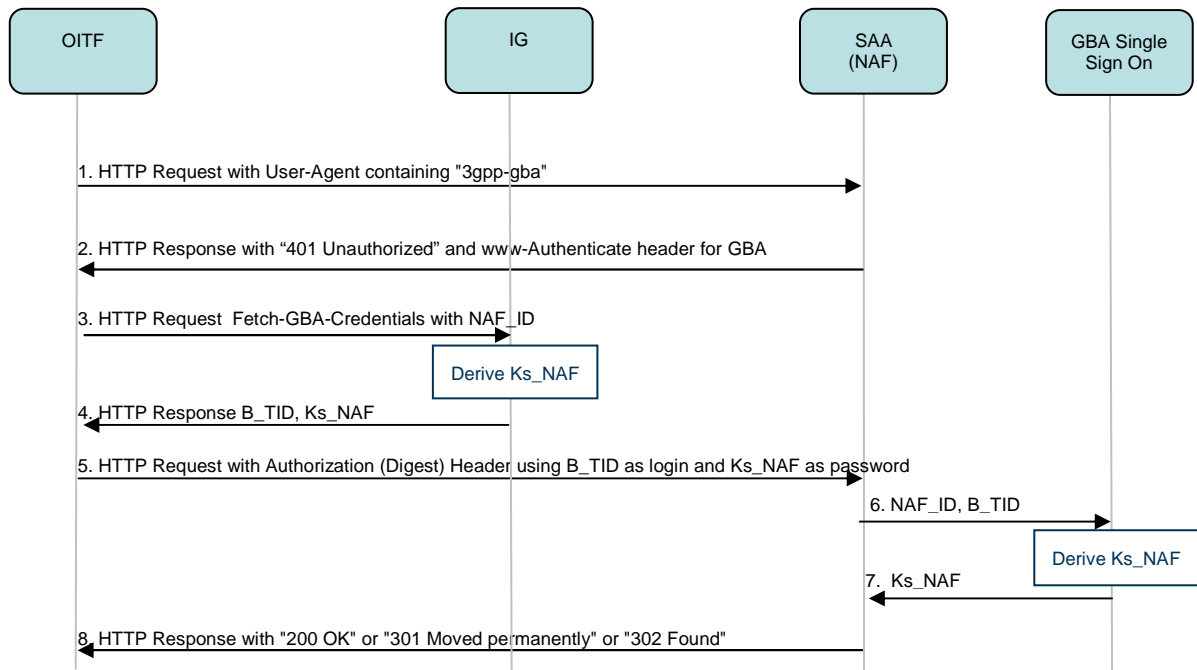 OITF
IG
SAA
(NAF)
GBA Single
Sign On
1. HTTP Request with User-Agent containing "3gpp-gba"
2. HTTP Response with “401 Unauthorized” and www-Authenticate header for GBA
3. HTTP Request  Fetch-GBA-Credentials with NAF_ID
Derive Ks_NAF
4. HTTP Response B_TID, Ks_NAF
5. HTTP Request with Authorization (Digest) Header using B_TID as login and Ks_NAF as password
6. NAF_ID, B_TID
Derive Ks_NAF
7.  Ks_NAF
8. HTTP Response with "200 OK" or "301 Moved permanently" or "302 Found"